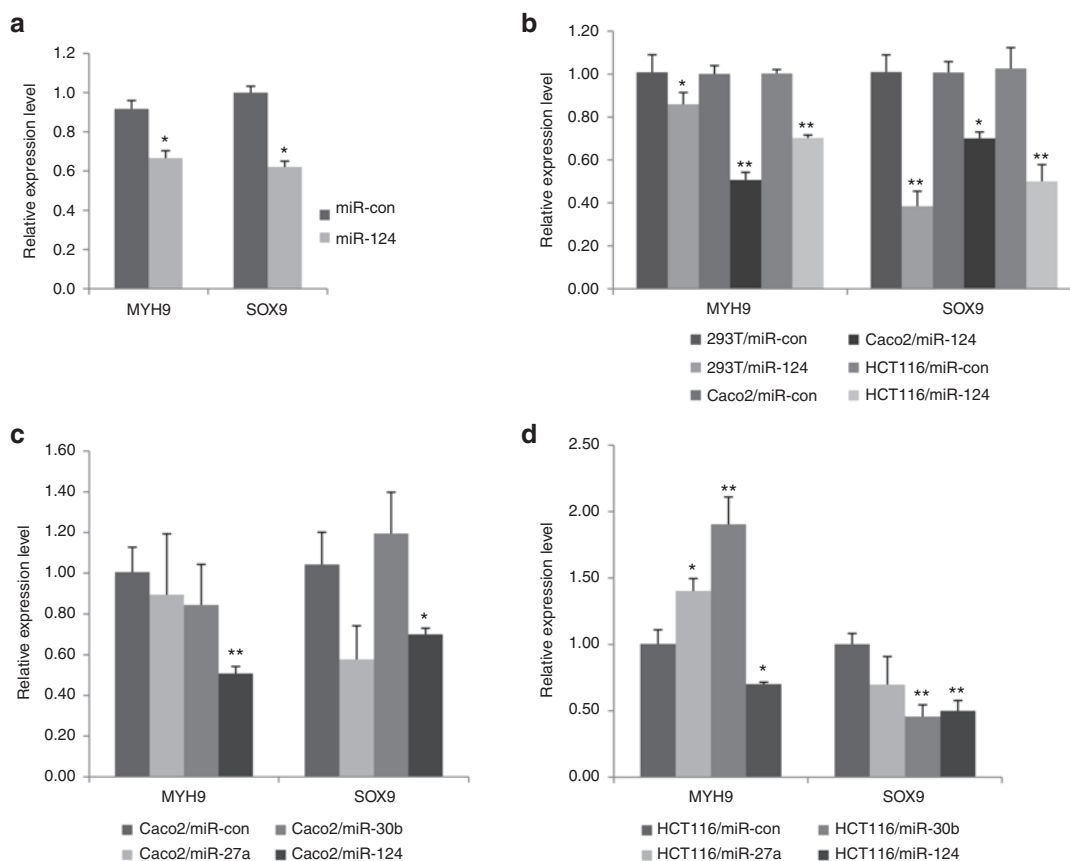 a
1.2
1.0
0.8
0.6
0.4
0.2
0.0
Relative expression level
*
*
MYH9
SOX9
miR-con
miR-124
b
1.20
1.00
0.80
0.60
0.40
0.20
0.00
Relative expression level
*
**
**
**
*
**
MYH9
SOX9
293T/miR-con
293T/miR-124
Caco2/miR-con
Caco2/miR-124
HCT116/miR-con
HCT116/miR-124
c
1.60
1.40
1.20
1.00
0.80
0.60
0.40
0.20
0.00
Relative expression level
**
*
MYH9
SOX9
Caco2/miR-con
Caco2/miR-27a
Caco2/miR-30b
Caco2/miR-124
d
2.50
2.00
1.50
1.00
0.50
0.00
Relative expression level
*
**
*
**
**
MYH9
SOX9
HCT116/miR-con
HCT116/miR-27a
HCT116/miR-30b
HCT116/miR-124